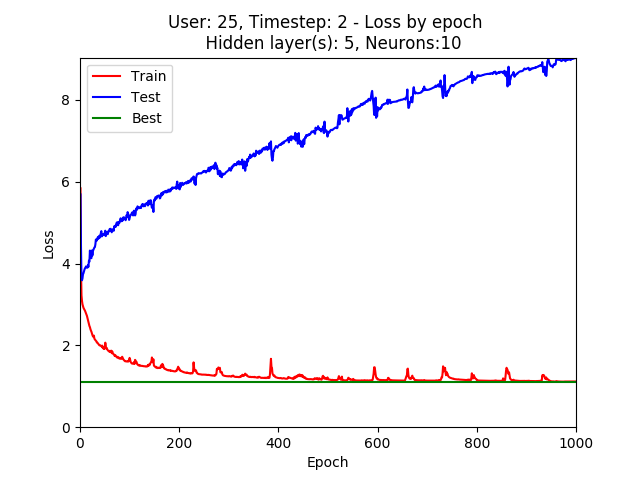 User: 25, Timestep: 2 - Loss by epoch
Hidden layer(s): 5, Neurons:10
Train
Test
Best
Loss
8
6
4
2
0
0 200 400 600 800 1000
Epoch